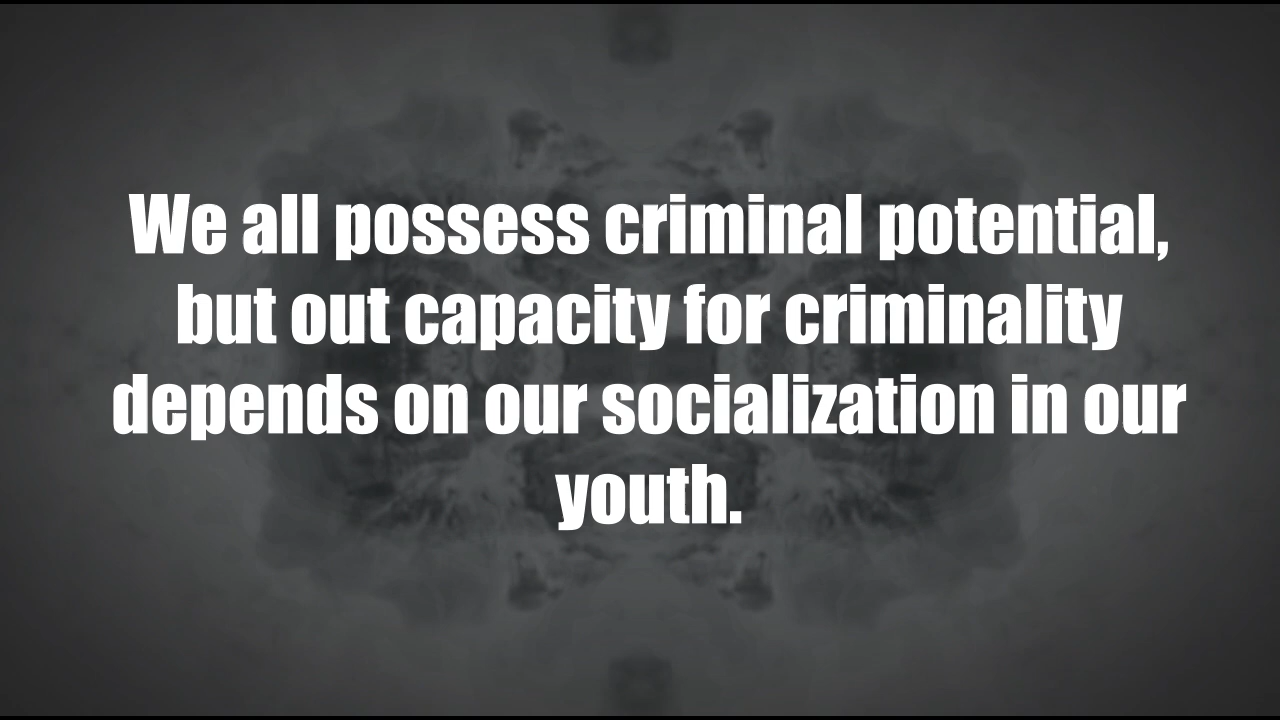 We all possess criminal potential,
but out capacity for criminality
depends on our socialization in our
youth.